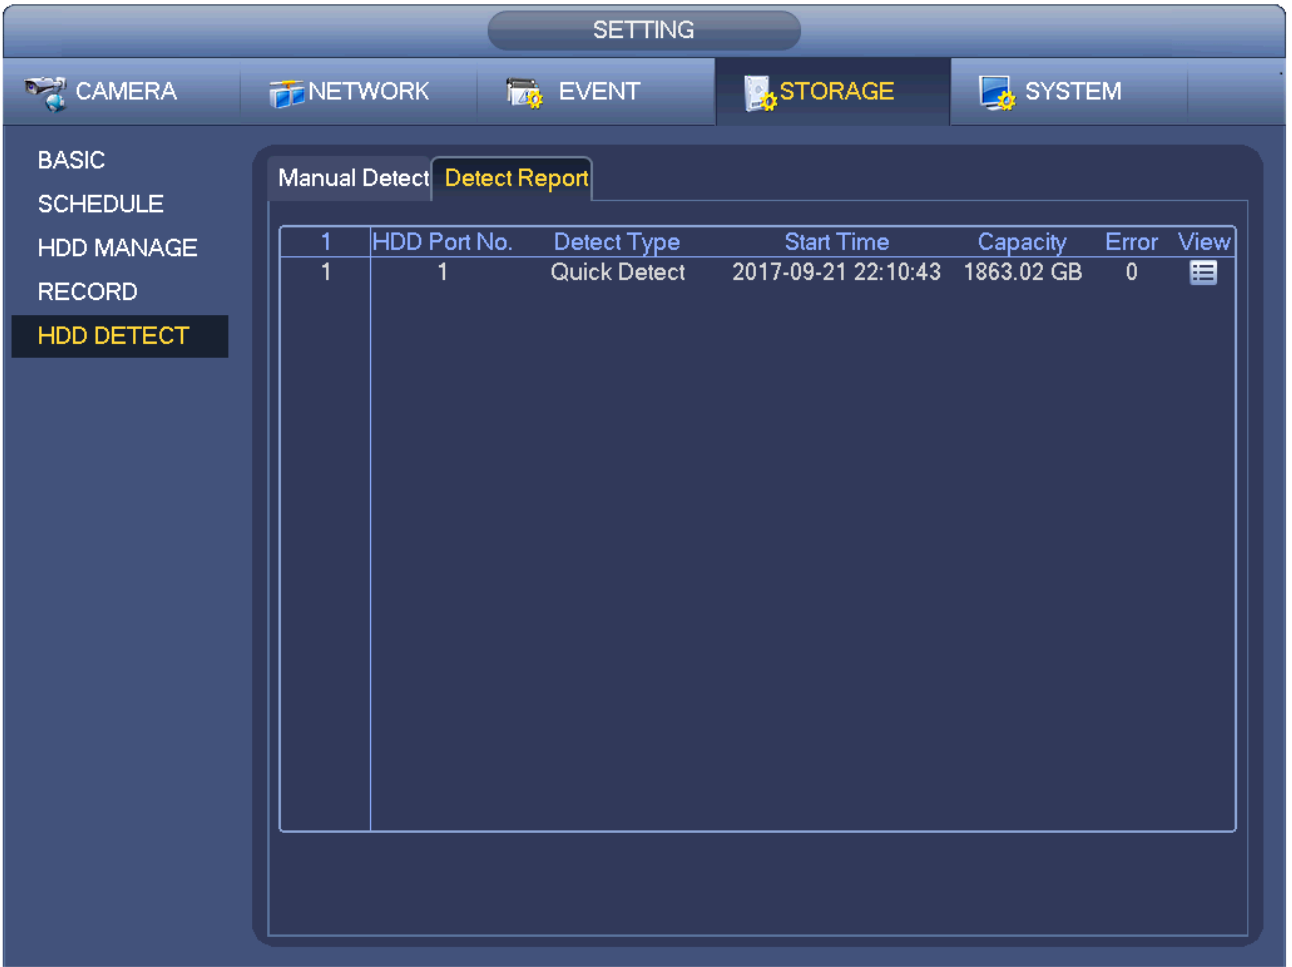 SETTING
CAMERA NETWORK EVENT STORAGE SYSTEM
BASIC
SCHEDULE
HDD MANAGE
RECORD
HDD DETECT
Manual Detect Detect Report
1 HDD Port No. Detect Type Start Time Capacity Error View
1 1 Quick Detect 2017-09-21 22:10:43 1863.02 GB 0